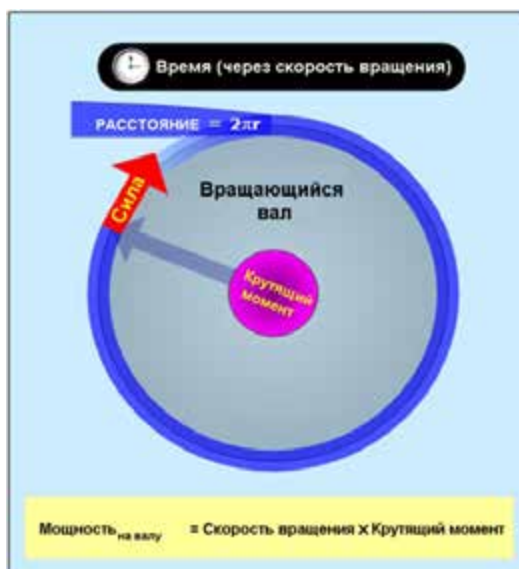 Время (через скорость вращения)
РАССТОЯНИЕ = 2πr
Сила
Вращающийся
вал
Крутящий
момент
Мощность на валу = Скорость вращения x Крутящий момент